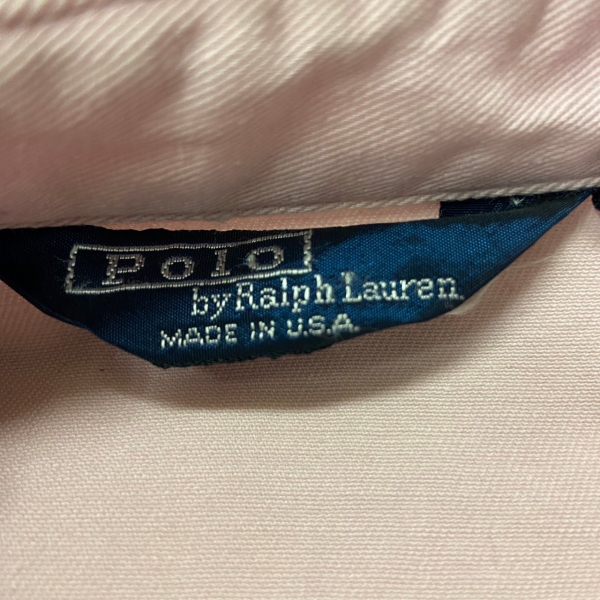 Polo
by Ralph Lauren
MADE IN U.S.A.